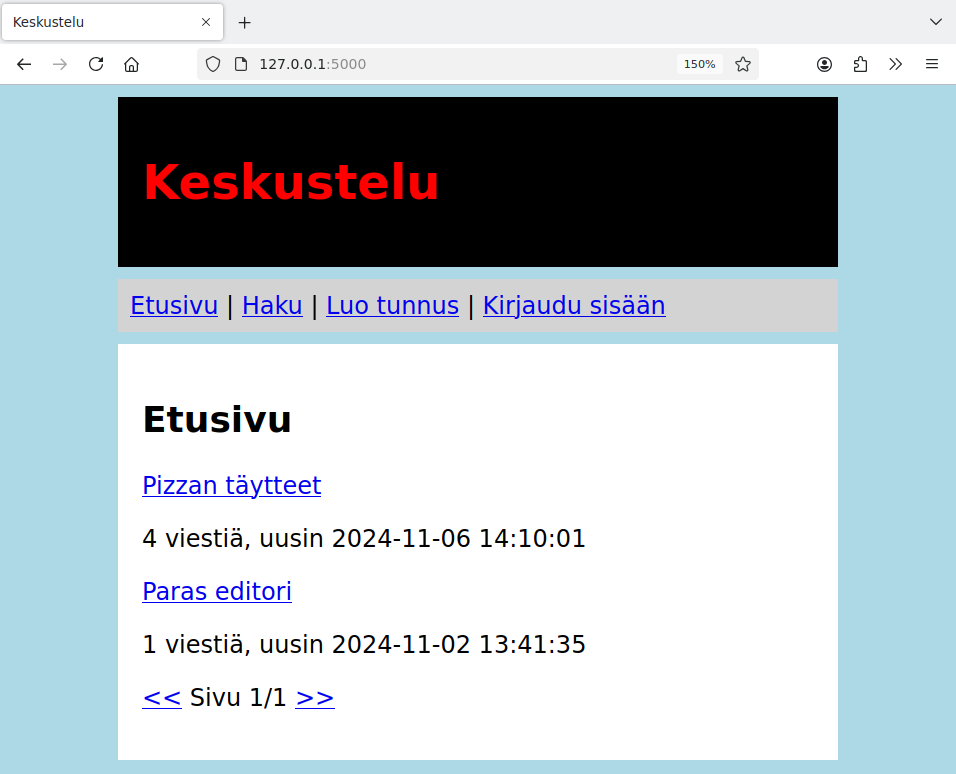 Keskustelu
127.0.0.1:5000
150%
Keskustelu
Etusivu | Haku | Luo tunnus | Kirjaudu sisään
Etusivu
Pizzan täytteet
4 viestiä, uusin 2024-11-06 14:10:01
Paras editori
1 viestiä, uusin 2024-11-02 13:41:35
<< Sivu 1/1 >>